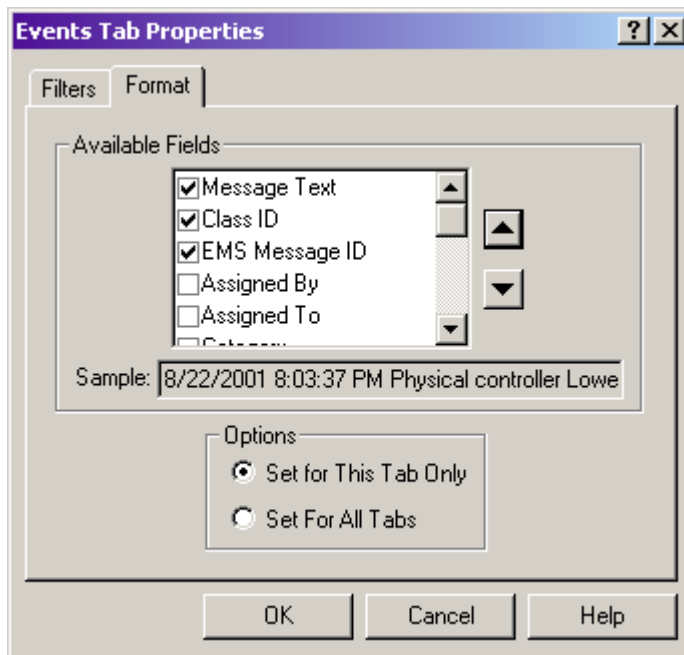 Events Tab Properties
Filters
Format
Available Fields
Message Text
Class ID
EMS Message ID
Assigned By
Assigned To
Category
Sample: 8/22/2001 8:03:37 PM Physical controller Lowe
Options
Set for This Tab Only
Set For All Tabs
OK
Cancel
Help